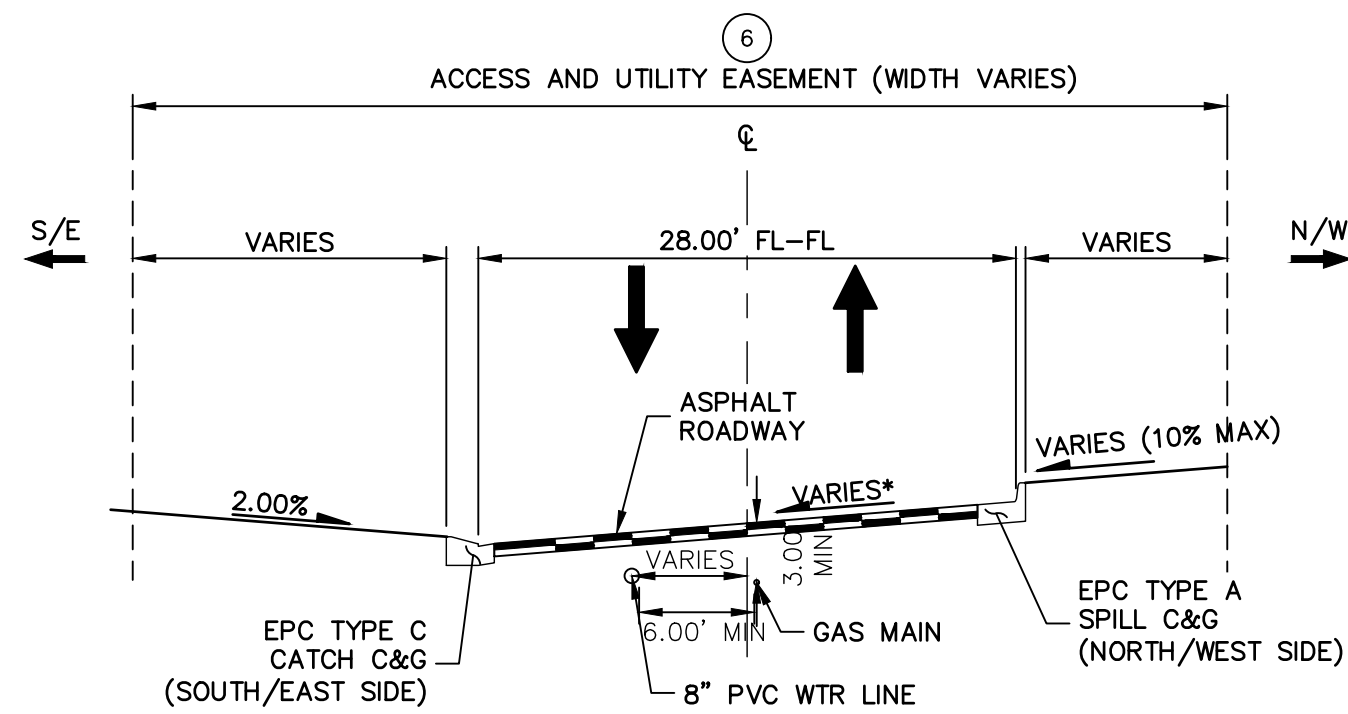 6
ACCESS AND UTILITY EASEMENT (WIDTH VARIES)
℄
S/E
N/W
VARIES
28.00' FL-FL
VARIES
ASPHALT
ROADWAY
VARIES (10% MAX)
2.00%
VARIES*
VARIES
3.00
MIN
6.00' MIN
GAS MAIN
8" PVC WTR LINE
EPC TYPE C
CATCH C&G
(SOUTH/EAST SIDE)
EPC TYPE A
SPILL C&G
(NORTH/WEST SIDE)